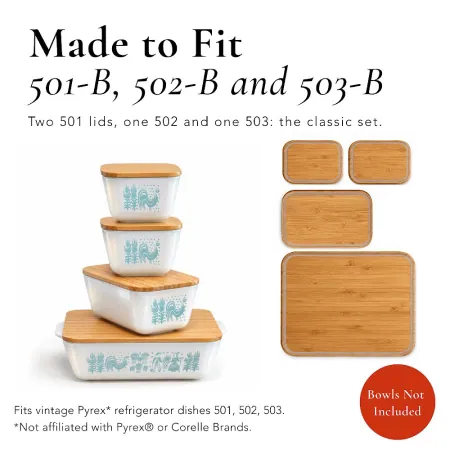 Made to Fit
501-B, 502-B and 503-B
Two 501 lids, one 502 and one 503: the classic set.
Bowls Not
Included
Fits vintage Pyrex* refrigerator dishes 501, 502, 503.
*Not affiliated with Pyrex® or Corelle Brands.